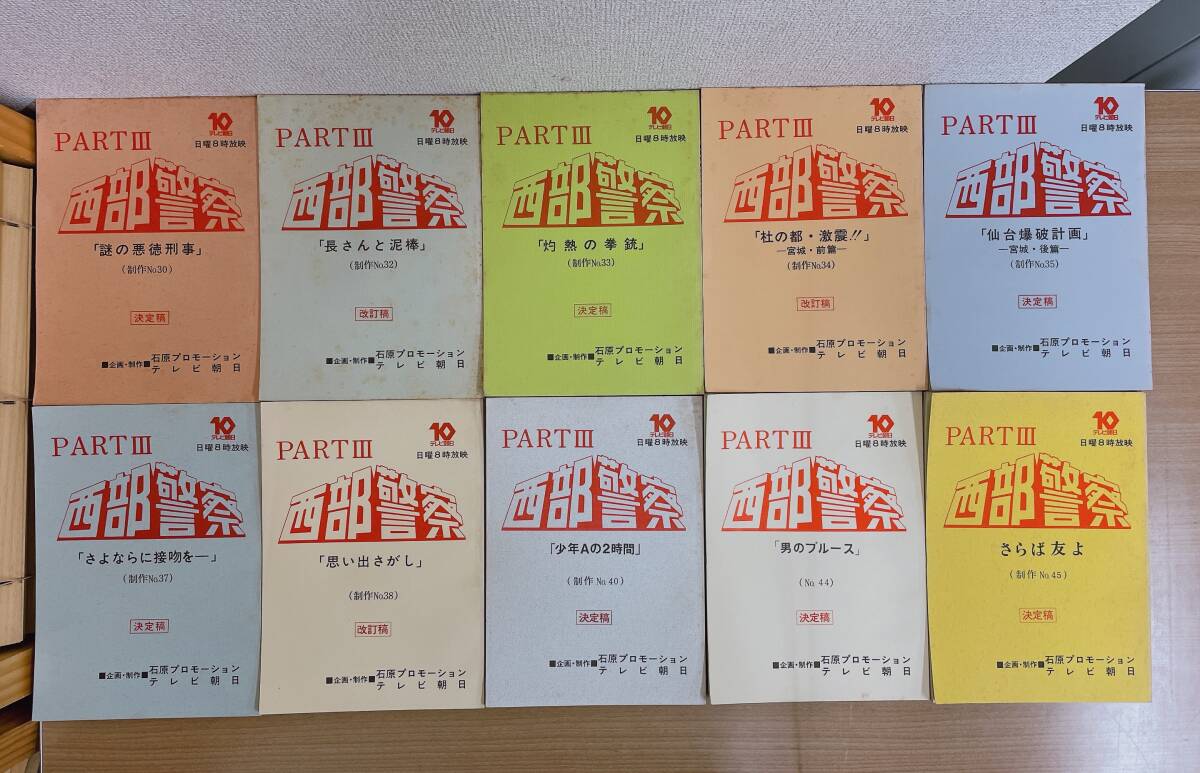 10
テレビ朝日
PART III
日曜8時放映
西部警察
「謎の悪徳刑事」
(制作No.30)
決定稿
■企画・制作■石原プロモーション
テレビ朝日
10
テレビ朝日
PART III
日曜8時放映
西部警察
「長さんと泥棒」
(制作No.32)
改訂稿
■企画・制作■石原プロモーション
テレビ朝日
10
テレビ朝日
PART III
日曜8時放映
西部警察
「灼熱の拳銃」
(制作No.33)
決定稿
■企画・制作■石原プロモーション
テレビ朝日
10
テレビ朝日
PART III
日曜8時放映
西部警察
「杜の都・激震!!」
―宮城・前篇―
(制作No.34)
改訂稿
■企画・制作■石原プロモーション
テレビ朝日
10
テレビ朝日
PART III
日曜8時放映
西部警察
「仙台爆破計画」
―宮城・後篇―
(制作No.35)
決定稿
■企画・制作■石原プロモーション
テレビ朝日
10
テレビ朝日
PART III
日曜8時放映
西部警察
「さよならに接吻を―」
(制作No.37)
決定稿
■企画・制作■石原プロモーション
テレビ朝日
10
テレビ朝日
PART III
日曜8時放映
西部警察
「思い出さがし」
(制作No.38)
改訂稿
■企画・制作■石原プロモーション
テレビ朝日
10
テレビ朝日
PART III
日曜8時放映
西部警察
「少年Aの2時間」
(制作No.40)
決定稿
■企画・制作■石原プロモーション
テレビ朝日
10
テレビ朝日
PART III
日曜8時放映
西部警察
「男のブルース」
(No.44)
決定稿
■企画・制作■石原プロモーション
テレビ朝日
10
テレビ朝日
PART III
日曜8時放映
西部警察
さらば友よ
(制作No.45)
決定稿
■企画・制作■石原プロモーション
テレビ朝日